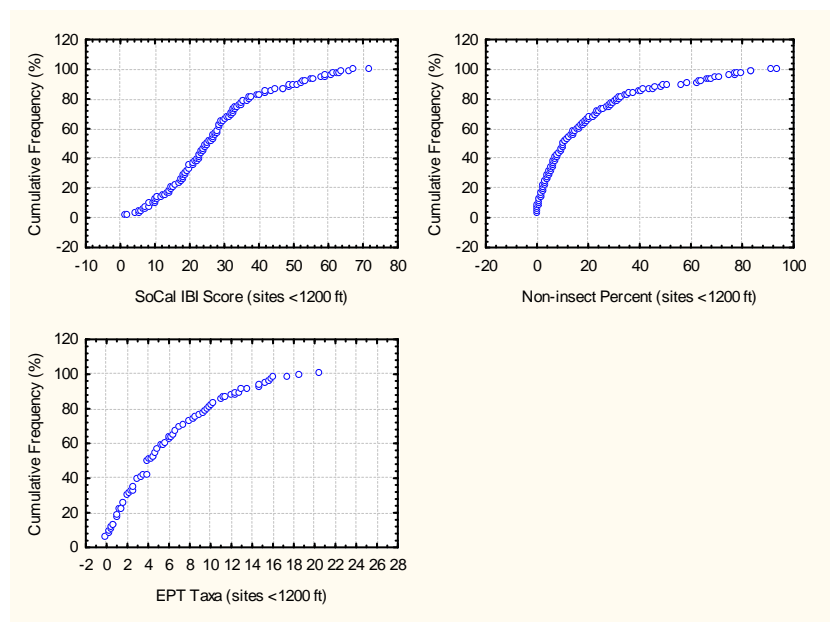 120
100
80
60
40
20
0
-20
Cumulative Frequency (%)
-10 0 10 20 30 40 50 60 70 80
SoCal IBI Score (sites <1200 ft)
120
100
80
60
40
20
0
-20
Cumulative Frequency (%)
-20 0 20 40 60 80 100
Non-insect Percent (sites <1200 ft)
120
100
80
60
40
20
0
Cumulative Frequency (%)
-2 0 2 4 6 8 10 12 14 16 18 20 22 24 26 28
EPT Taxa (sites <1200 ft)